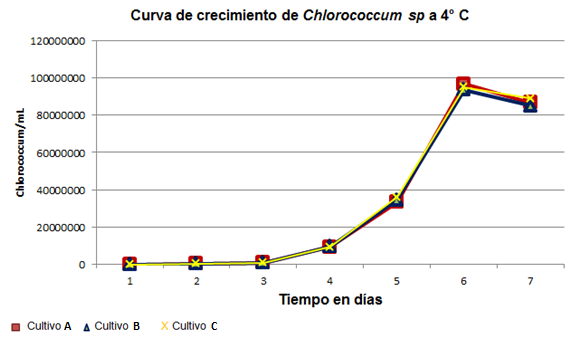 Curva de crecimiento de Chlorococcum sp a 4° C
120000000
100000000
80000000
60000000
40000000
20000000
0
Chlorococcum/mL
1 2 3 4 5 6 7
Tiempo en días
Cultivo A Cultivo B Cultivo C